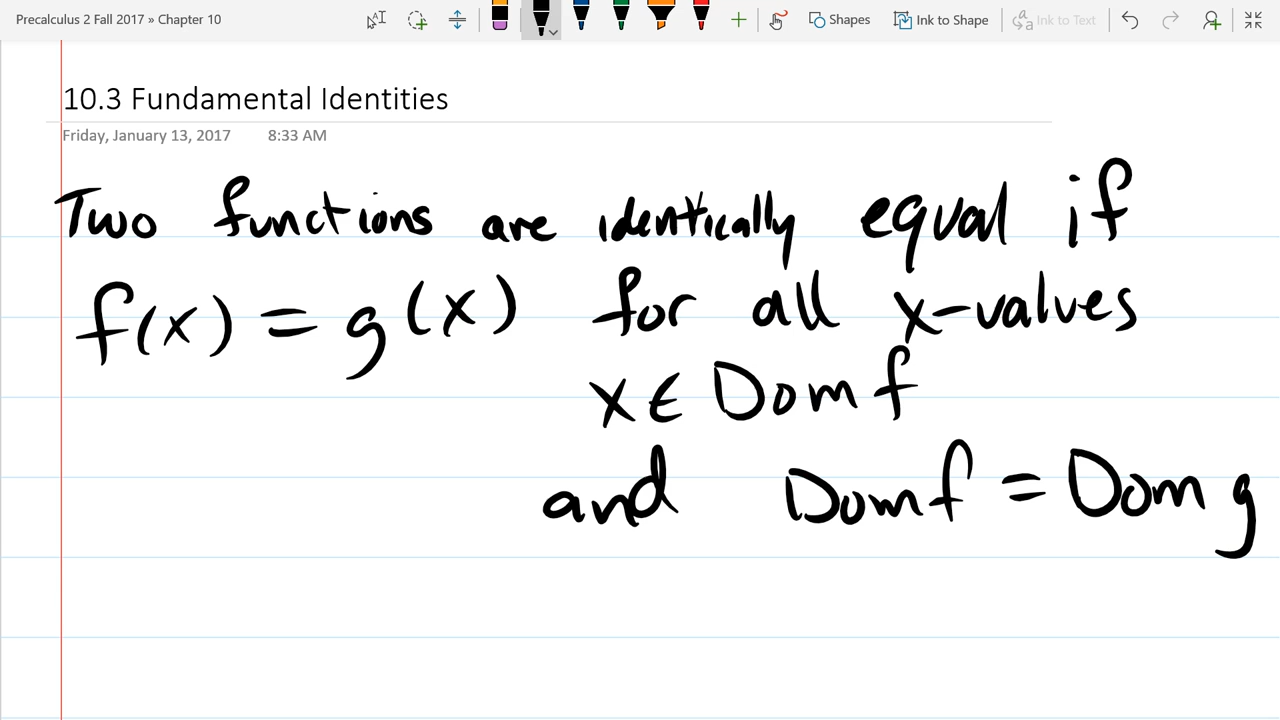 Precalculus 2 Fall 2017 » Chapter 10
Shapes
Ink to Shape
Ink to Text
10.3 Fundamental Identities
Friday, January 13, 2017 8:33 AM
Two functions are identically equal if
f(x) = g(x) for all x-values
x ∈ Dom f
and Dom f = Dom g